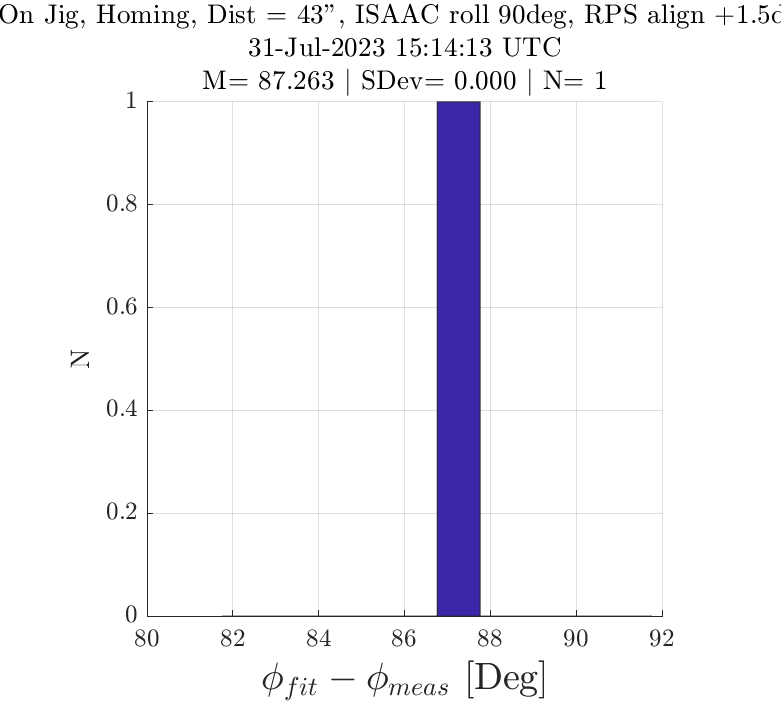 On Jig, Homing, Dist = 43”, ISAAC roll 90deg, RPS align +1.5d
31-Jul-2023 15:14:13 UTC
M= 87.263 | SDev= 0.000 | N= 1
1
0.8
0.6
0.4
0.2
0
N
80 82 84 86 88 90 92
ϕ_fit − ϕ_meas [Deg]